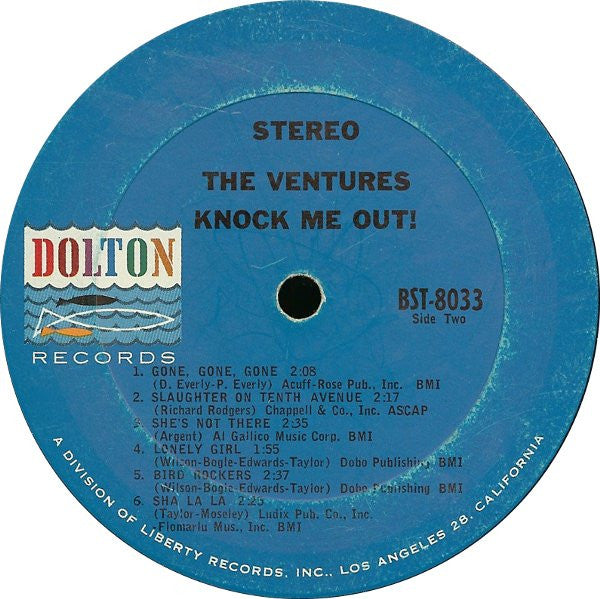 STEREO
THE VENTURES
KNOCK ME OUT!
DOLTON
RECORDS
BST-8033
Side Two
1. GONE, GONE, GONE 2:08
(D. Everly-P. Everly) Acuff-Rose Pub., Inc. BMI
2. SLAUGHTER ON TENTH AVENUE 2:17
(Richard Rodgers) Chappell & Co., Inc. ASCAP
3. SHE'S NOT THERE 2:35
(Argent) Al Gallico Music Corp. BMI
4. LONELY GIRL 1:55
(Wilson-Bogle-Edwards-Taylor) Dobo Publishing BMI
5. BIRD ROCKERS 2:37
(Wilson-Bogle-Edwards-Taylor) Dobo Publishing BMI
6. SHA LA LA 2:25
(Taylor-Moseley) Ludix Pub. Co., Inc.
-Flomarlu Mus., Inc. BMI
A DIVISION OF LIBERTY RECORDS, INC., LOS ANGELES 28, CALIFORNIA